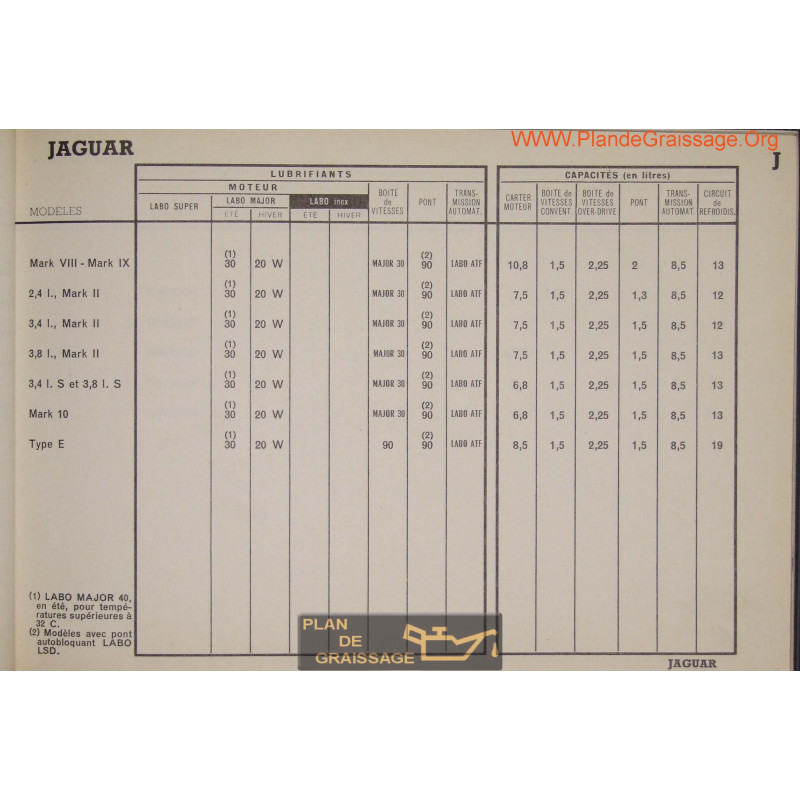 WWW.PlandeGraissage.Org
JAGUAR
J
LUBRIFIANTS
CAPACITÉS (en litres)
MODÈLES
MOTEUR
LABO SUPER
LABO MAJOR
LABO inox
ÉTÉ
HIVER
ÉTÉ
HIVER
BOITE de VITESSES
PONT
TRANS-MISSION AUTOMAT.
CARTER MOTEUR
BOITE de VITESSES CONVENT.
BOITE de VITESSES OVER-DRIVE
PONT
TRANS-MISSION AUTOMAT
CIRCUIT de REFROIDIS.
Mark VIII - Mark IX (1) 30 20 W MAJOR 30 (2) 90 LABO ATF 10,8 1,5 2,25 2 8,5 13
2,4 l., Mark II (1) 30 20 W MAJOR 30 (2) 90 LABO ATF 7,5 1,5 2,25 1,3 8,5 12
3,4 l., Mark II (1) 30 20 W MAJOR 30 (2) 90 LABO ATF 7,5 1,5 2,25 1,5 8,5 12
3,8 l., Mark II (1) 30 20 W MAJOR 30 (2) 90 LABO ATF 7,5 1,5 2,25 1,5 8,5 13
3,4 l. S et 3,8 l. S (1) 30 20 W MAJOR 30 (2) 90 LABO ATF 6,8 1,5 2,25 1,5 8,5 13
Mark 10 (1) 30 20 W MAJOR 30 (2) 90 LABO ATF 6,8 1,5 2,25 1,5 8,5 13
Type E (1) 30 20 W 90 (2) 90 LABO ATF 8,5 1,5 2,25 1,5 8,5 19
(1) LABO MAJOR 40,
en été, pour tempé-
ratures supérieures à
32 C.
(2) Modèles avec pont
autobloquant LABO
LSD.
PLAN
DE
GRAISSAGE
JAGUAR